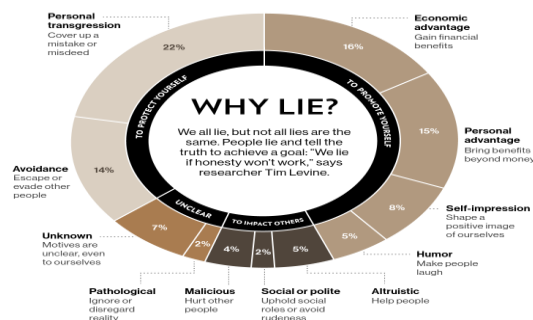 Personal
transgression
Cover up a
mistake or
misdeed
22%
Economic
advantage
Gain financial
benefits
16%
TO PROTECT YOURSELF
TO PROMOTE YOURSELF
WHY LIE?
We all lie, but not all lies are the
same. People lie and tell the
truth to achieve a goal: "We lie
if honesty won't work," says
researcher Tim Levine.
15%
Personal
advantage
Bring benefits
beyond money
Avoidance
Escape or
evade other
people
14%
8%
Self-impression
Shape a
positive image
of ourselves
UNCLEAR
TO IMPACT OTHERS
Unknown
Motives are
unclear, even
to ourselves
7%
2%
4%
2%
5%
5%
Humor
Make people
laugh
Pathological
Ignore or
disregard
reality
Malicious
Hurt other
people
Social or polite
Uphold social
roles or avoid
rudeness
Altruistic
Help people